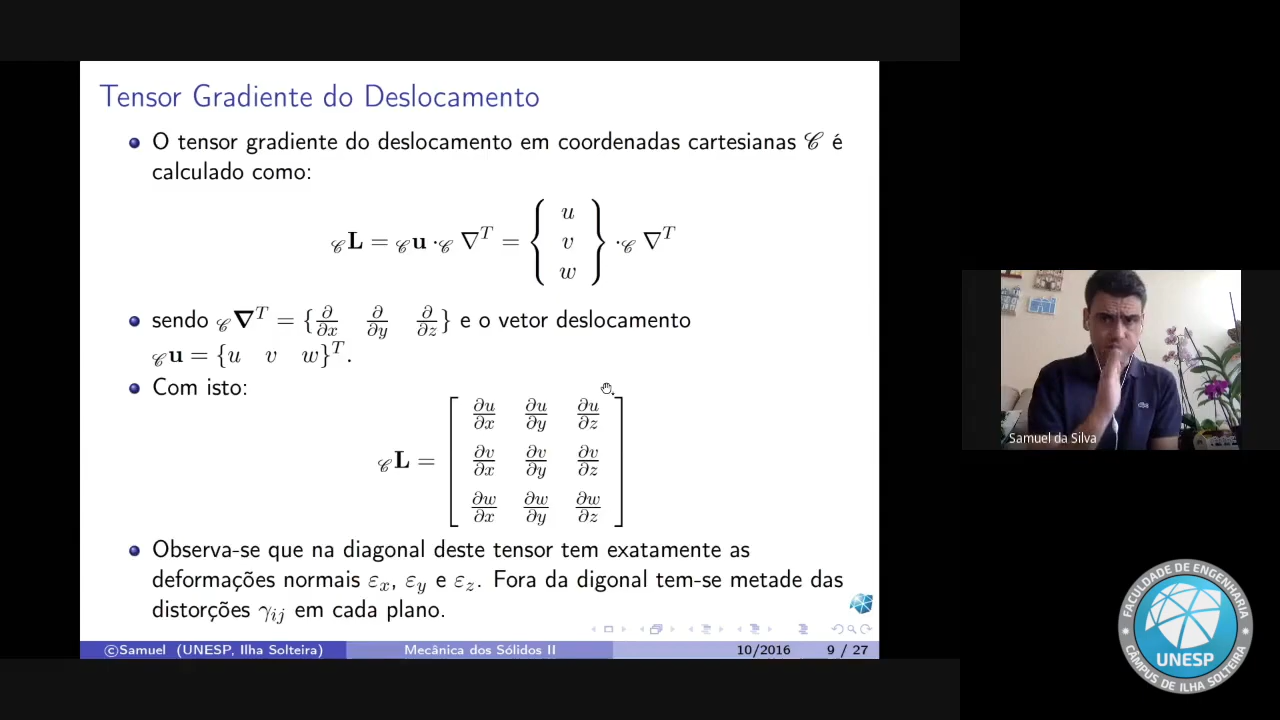 Tensor Gradiente do Deslocamento
O tensor gradiente do deslocamento em coordenadas cartesianas 𝒞 é
calculado como:
𝒞L = 𝒞u ·𝒞 ∇^T = { u v w } ·𝒞 ∇^T
sendo 𝒞∇^T = {∂/∂x ∂/∂y ∂/∂z} e o vetor deslocamento
𝒞u = {u v w}^T.
Com isto:
𝒞L = [ ∂u/∂x ∂u/∂y ∂u/∂z
∂v/∂x ∂v/∂y ∂v/∂z
∂w/∂x ∂w/∂y ∂w/∂z ]
Observa-se que na diagonal deste tensor tem exatamente as
deformações normais εx, εy e εz. Fora da digonal tem-se metade das
distorções γij em cada plano.
©Samuel (UNESP, Ilha Solteira) Mecânica dos Sólidos II 10/2016 9 / 27
Samuel da Silva
FACULDADE DE ENGENHARIA
UNESP
CÂMPUS DE ILHA SOLTEIRA